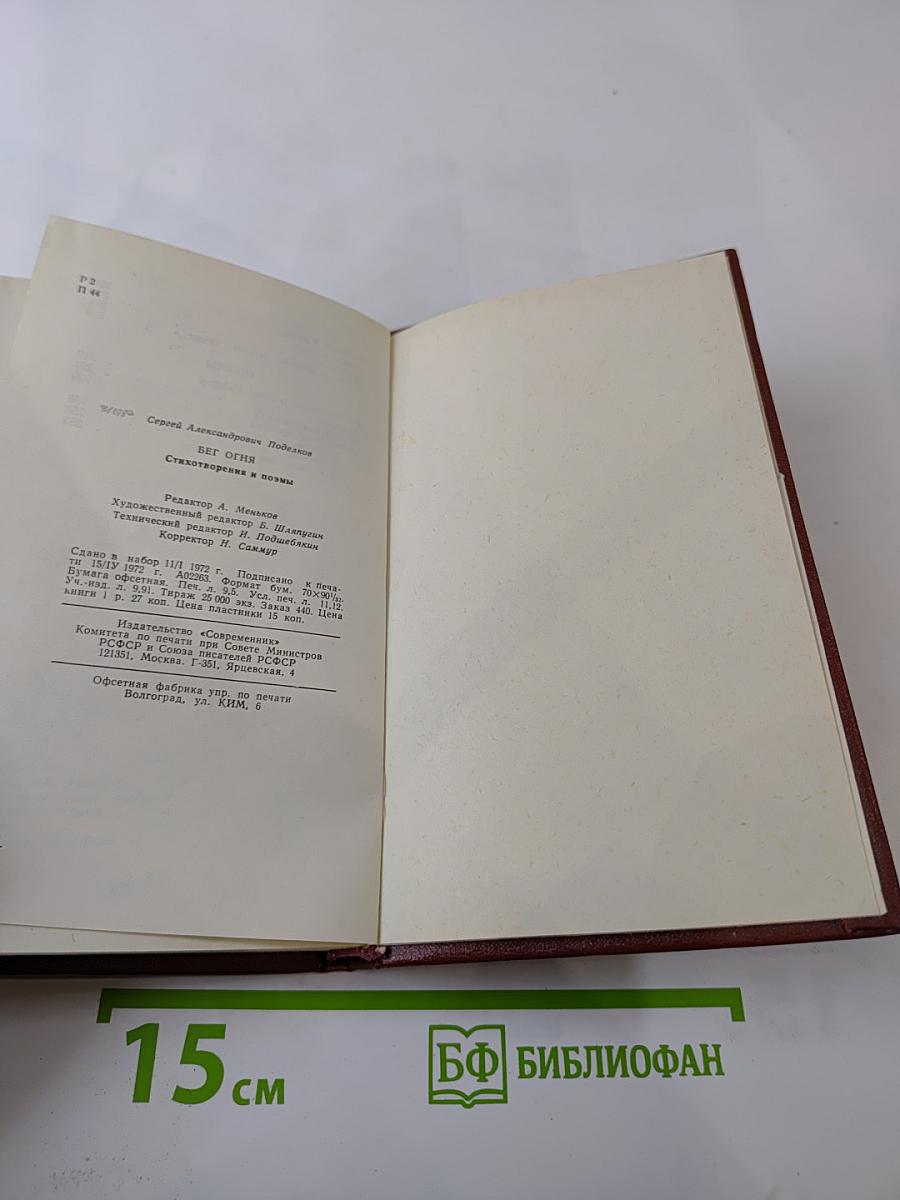 Р 2
П 44
Сергей Александрович Поделков
БЕГ ОГНЯ
Стихотворения и поэмы
Редактор А. Меньков
Художественный редактор Б. Шляпугин
Технический редактор И. Подшебякин
Корректор Н. Саммур
Сдано в набор 11/I 1972 г. Подписано к печа-
ти 15/IУ 1972 г. А02263. Формат бум. 70×90¹/₃₂.
Бумага офсетная. Печ. л. 9,5. Усл. печ. л. 11,12.
Уч.-изд. л. 9,91. Тираж 25 000 экз. Заказ 440. Цена
книги 1 р. 27 коп. Цена пластинки 15 коп.
Издательство «Современник»
Комитета по печати при Совете Министров
РСФСР и Союза писателей РСФСР
121351, Москва. Г-351, Ярцевская, 4
Офсетная фабрика упр. по печати
Волгоград, ул. КИМ, 6
15 см
БФ БИБЛИОФАН